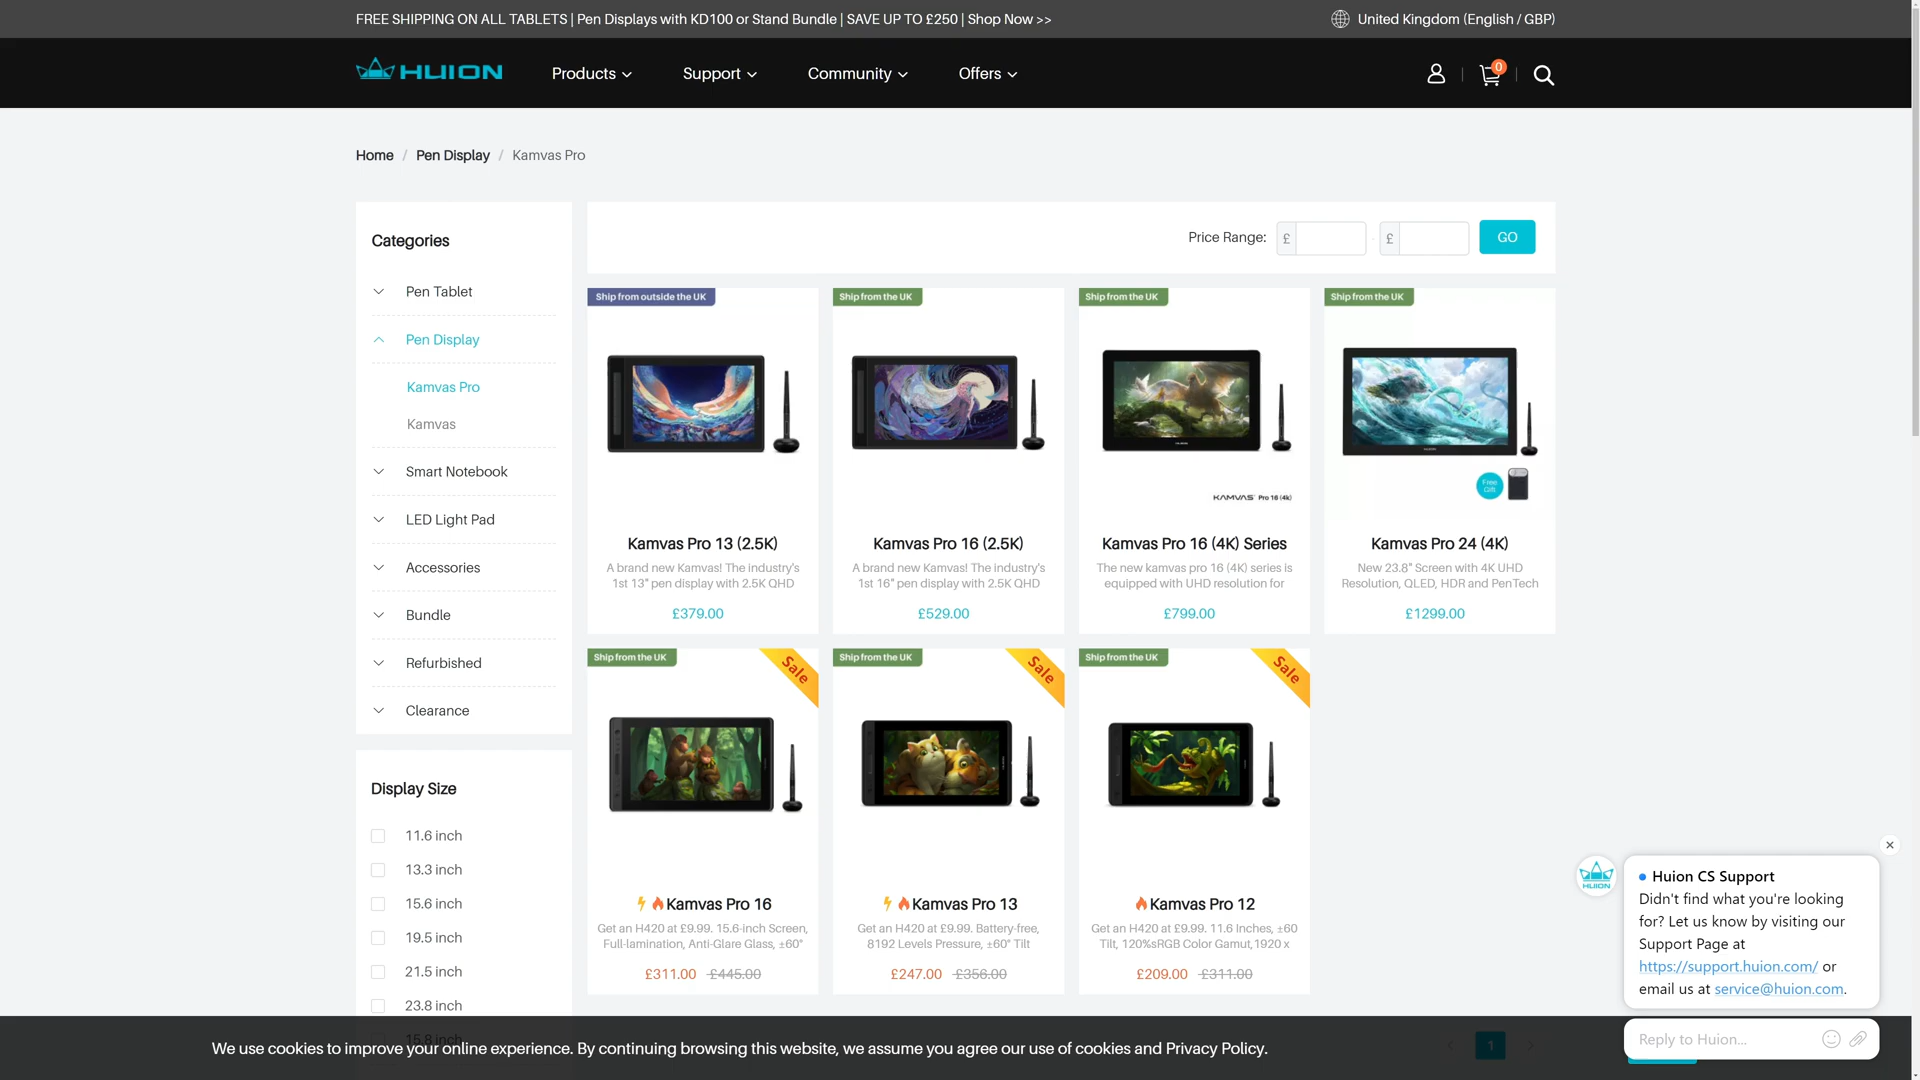 FREE SHIPPING ON ALL TABLETS | Pen Displays with KD100 or Stand Bundle | SAVE UP TO £250 | Shop Now >>
United Kingdom (English / GBP)
HUION
Products
Support
Community
Offers
0
Home / Pen Display / Kamvas Pro
Categories
Pen Tablet
Pen Display
Kamvas Pro
Kamvas
Smart Notebook
LED Light Pad
Accessories
Bundle
Refurbished
Clearance
Display Size
11.6 inch
13.3 inch
15.6 inch
19.5 inch
21.5 inch
23.8 inch
15.8 inch
Price Range: £ - £ GO
Ship from outside the UK
Kamvas Pro 13 (2.5K)
A brand new Kamvas! The industry's
1st 13" pen display with 2.5K QHD
£379.00
Ship from the UK
Kamvas Pro 16 (2.5K)
A brand new Kamvas! The industry's
1st 16" pen display with 2.5K QHD
£529.00
Ship from the UK
KAMVAS Pro 16 (4k)
Kamvas Pro 16 (4K) Series
The new kamvas pro 16 (4K) series is
equipped with UHD resolution for
£799.00
Ship from the UK
Free
Gift
Kamvas Pro 24 (4K)
New 23.8" Screen with 4K UHD
Resolution, QLED, HDR and PenTech
£1299.00
Ship from the UK
Sale
Kamvas Pro 16
Get an H420 at £9.99. 15.6-inch Screen,
Full-lamination, Anti-Glare Glass, ±60°
£311.00 £445.00
Ship from the UK
Sale
Kamvas Pro 13
Get an H420 at £9.99. Battery-free,
8192 Levels Pressure, ±60° Tilt
£247.00 £356.00
Ship from the UK
Sale
Kamvas Pro 12
Get an H420 at £9.99. 11.6 Inches, ±60
Tilt, 120%sRGB Color Gamut,1920 x
£209.00 £311.00
1
HUION
Huion CS Support
Didn't find what you're looking
for? Let us know by visiting our
Support Page at
https://support.huion.com/ or
email us at service@huion.com.
Reply to Huion...
We use cookies to improve your online experience. By continuing browsing this website, we assume you agree our use of cookies and Privacy Policy.